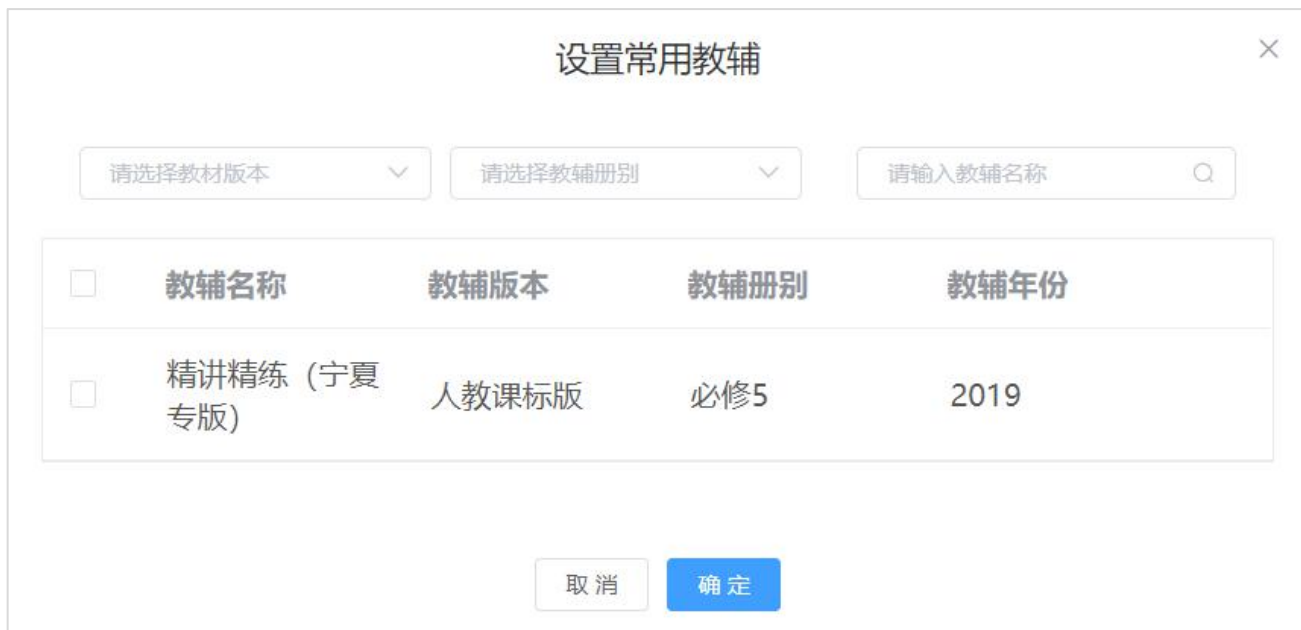 设置常用教辅
请选择教材版本 请选择教辅册别 请输入教辅名称
教辅名称 教辅版本 教辅册别 教辅年份
精讲精练（宁夏
专版） 人教课标版 必修5 2019
取消 确定